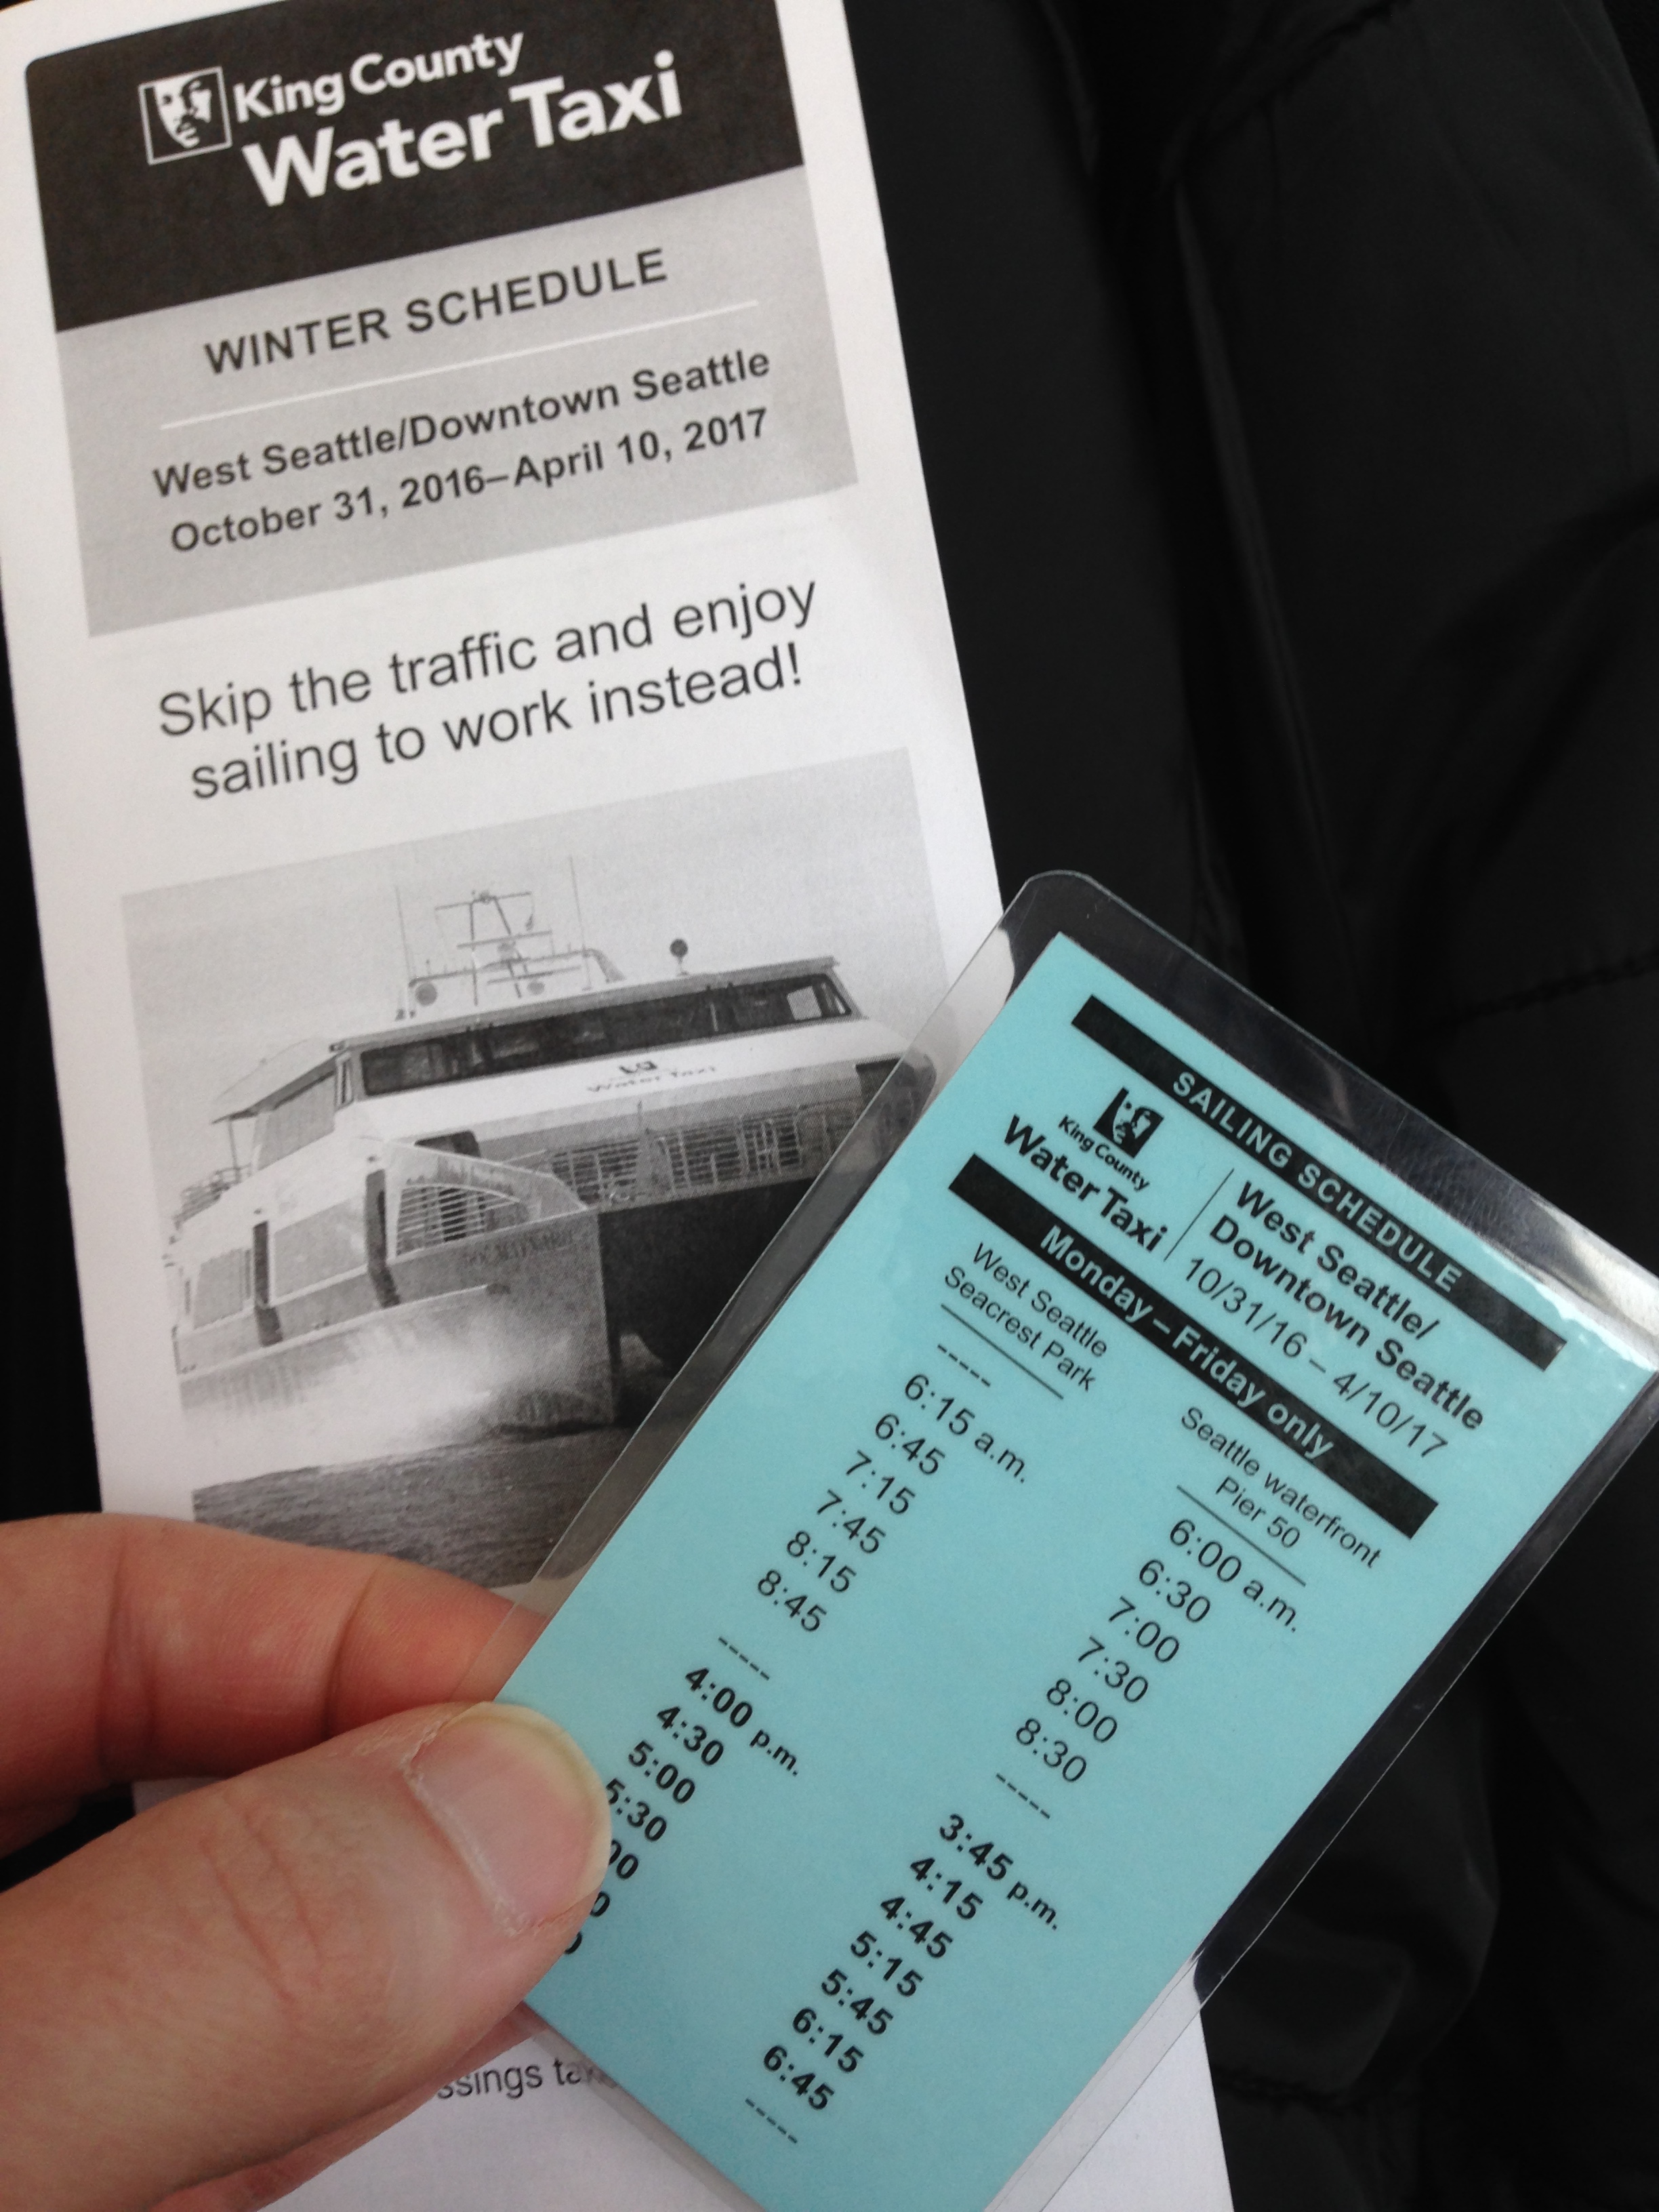 King County
Water Taxi
WINTER SCHEDULE
West Seattle/Downtown Seattle
October 31, 2016–April 10, 2017
Skip the traffic and enjoy
sailing to work instead!
Water Taxi
SAILING SCHEDULE
King County
Water Taxi
West Seattle/
Downtown Seattle
10/31/16 – 4/10/17
Monday – Friday only
West Seattle
Seacrest Park
-----
6:15 a.m.
6:45
7:15
7:45
8:15
8:45
-----
4:00 p.m.
4:30
5:00
5:30
00
0
Seattle waterfront
Pier 50
6:00 a.m.
6:30
7:00
7:30
8:00
8:30
-----
3:45 p.m.
4:15
4:45
5:15
5:45
6:15
6:45
-----